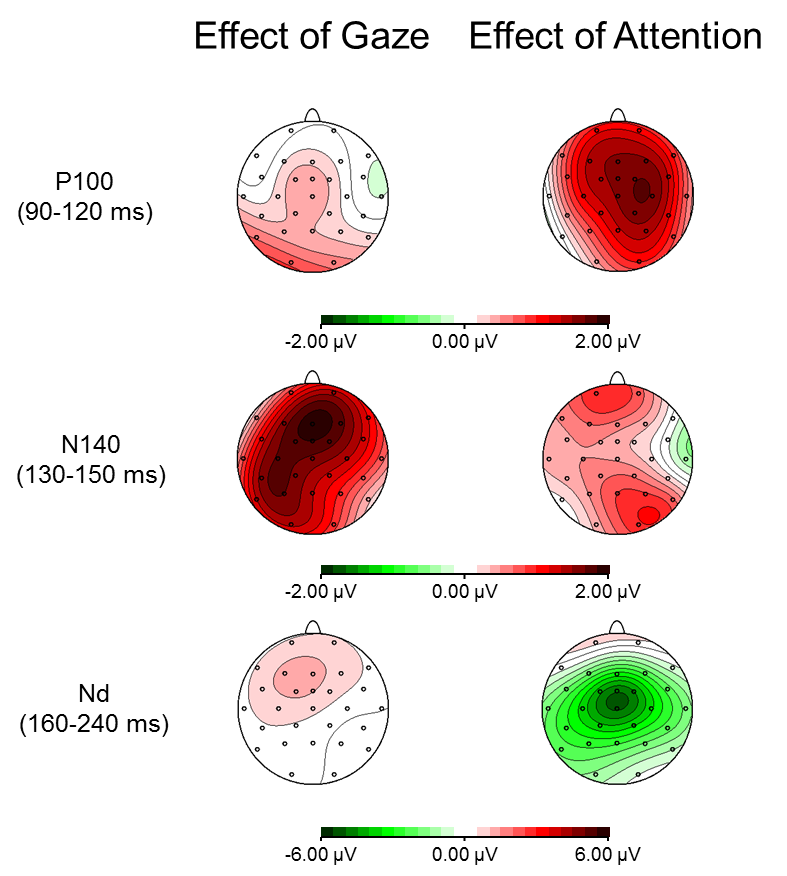 Effect of Gaze Effect of Attention
P100
(90-120 ms)
-2.00 µV 0.00 µV 2.00 µV
N140
(130-150 ms)
-2.00 µV 0.00 µV 2.00 µV
Nd
(160-240 ms)
-6.00 µV 0.00 µV 6.00 µV